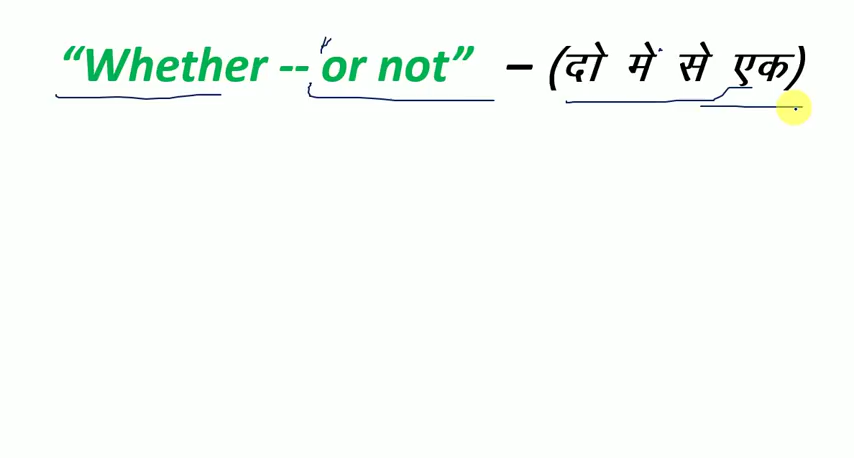 “Whether -- or not” – (दो में से एक)